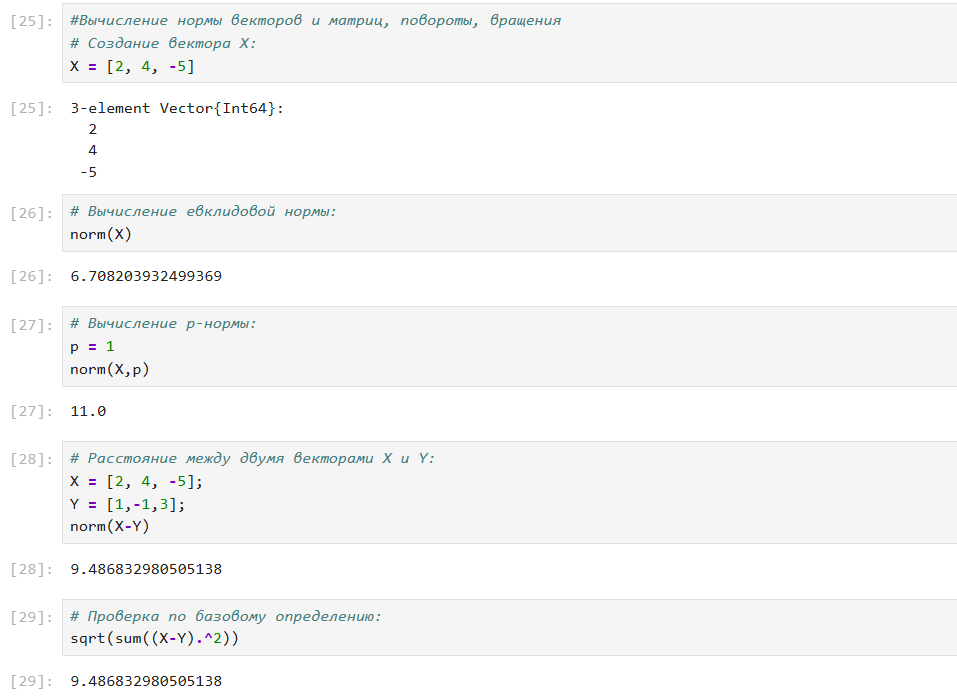 [25]: #Вычисление нормы векторов и матриц, повороты, вращения
# Создание вектора X:
X = [2, 4, -5]
[25]: 3-element Vector{Int64}:
2
4
-5
[26]: # Вычисление евклидовой нормы:
norm(X)
[26]: 6.708203932499369
[27]: # Вычисление p-нормы:
p = 1
norm(X,p)
[27]: 11.0
[28]: # Расстояние между двумя векторами X и Y:
X = [2, 4, -5];
Y = [1,-1,3];
norm(X-Y)
[28]: 9.486832980505138
[29]: # Проверка по базовому определению:
sqrt(sum((X-Y).^2))
[29]: 9.486832980505138